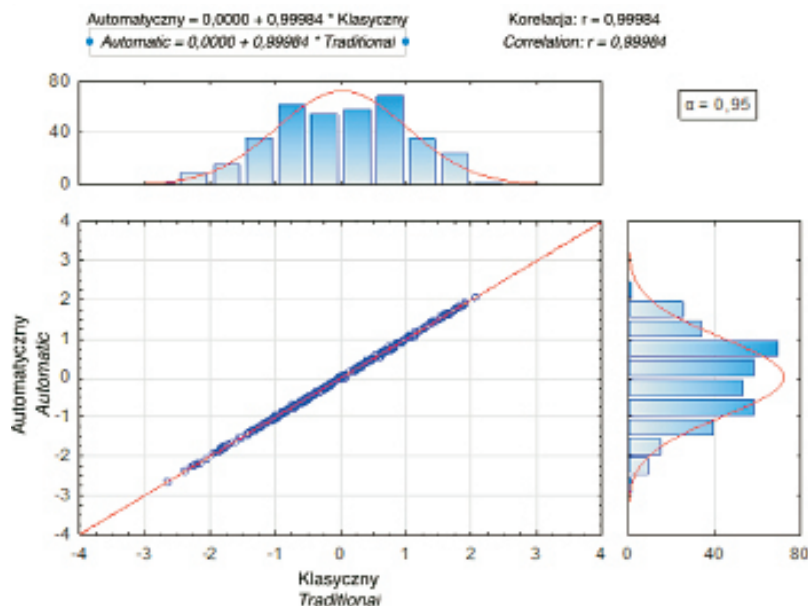 Automatyczny = 0,0000 + 0,99984 * Klasyczny
Automatic = 0,0000 + 0,99984 * Traditional
Korelacja: r = 0,99984
Correlation: r = 0,99984
80
40
0
α = 0,95
4
3
2
1
0
-1
-2
-3
-4
Automatyczny
Automatic
-4 -3 -2 -1 0 1 2 3 4
Klasyczny
Traditional
0 40 80